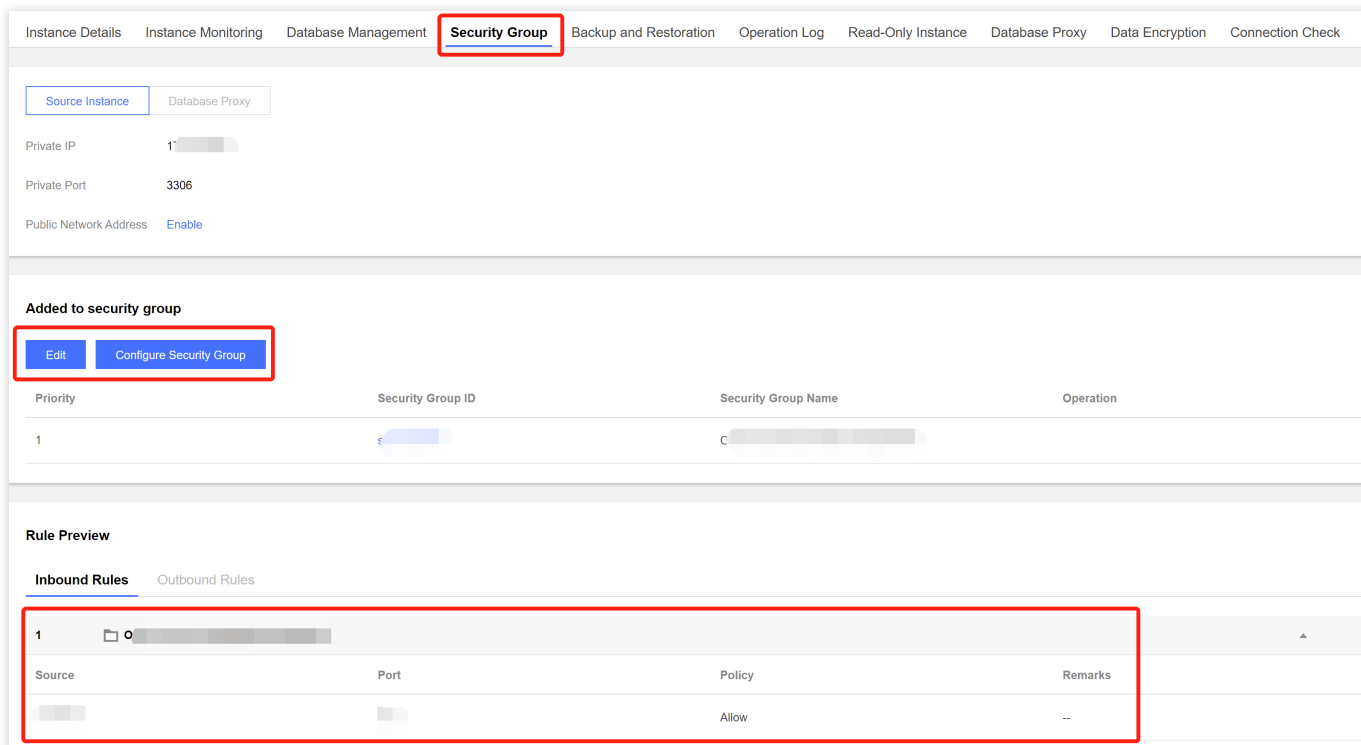 Instance Details Instance Monitoring Database Management Security Group Backup and Restoration Operation Log Read-Only Instance Database Proxy Data Encryption Connection Check
Source Instance Database Proxy
Private IP
Private Port 3306
Public Network Address Enable
Added to security group
Edit Configure Security Group
Priority Security Group ID Security Group Name Operation
1
Rule Preview
Inbound Rules Outbound Rules
1
Source Port Policy Remarks
Allow --